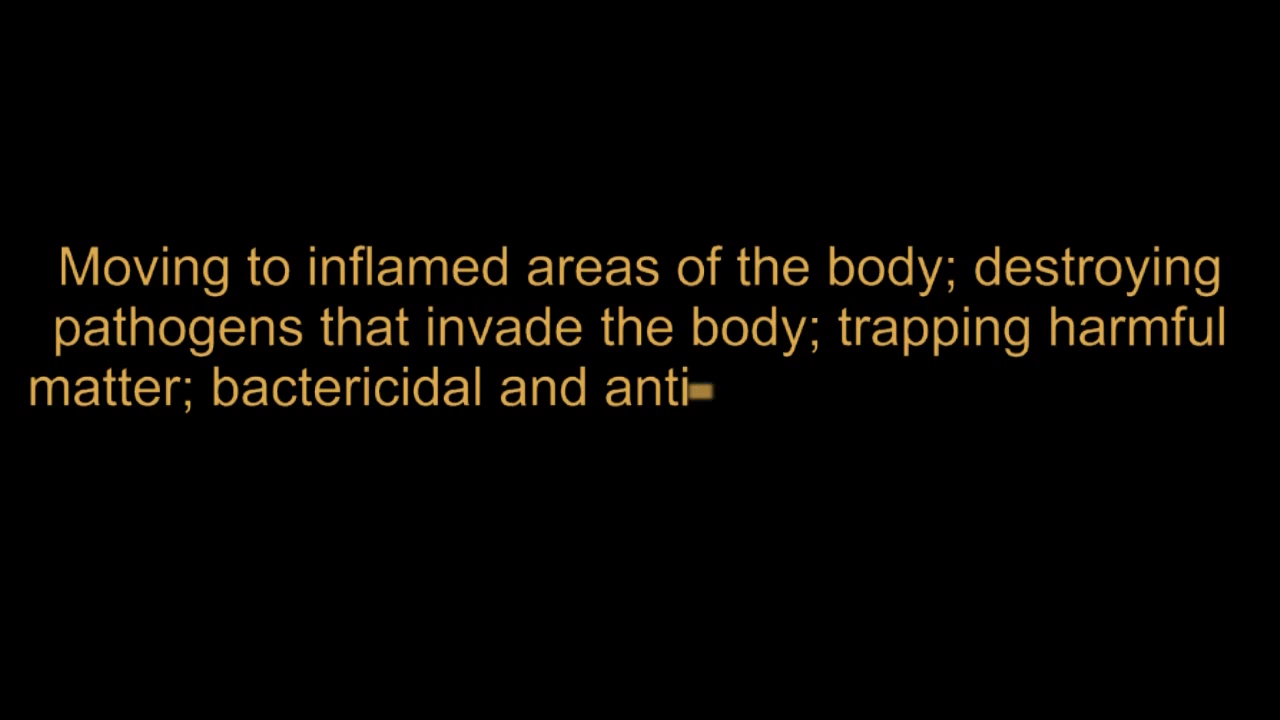 Moving to inflamed areas of the body; destroying
pathogens that invade the body; trapping harmful
matter; bactericidal and anti-